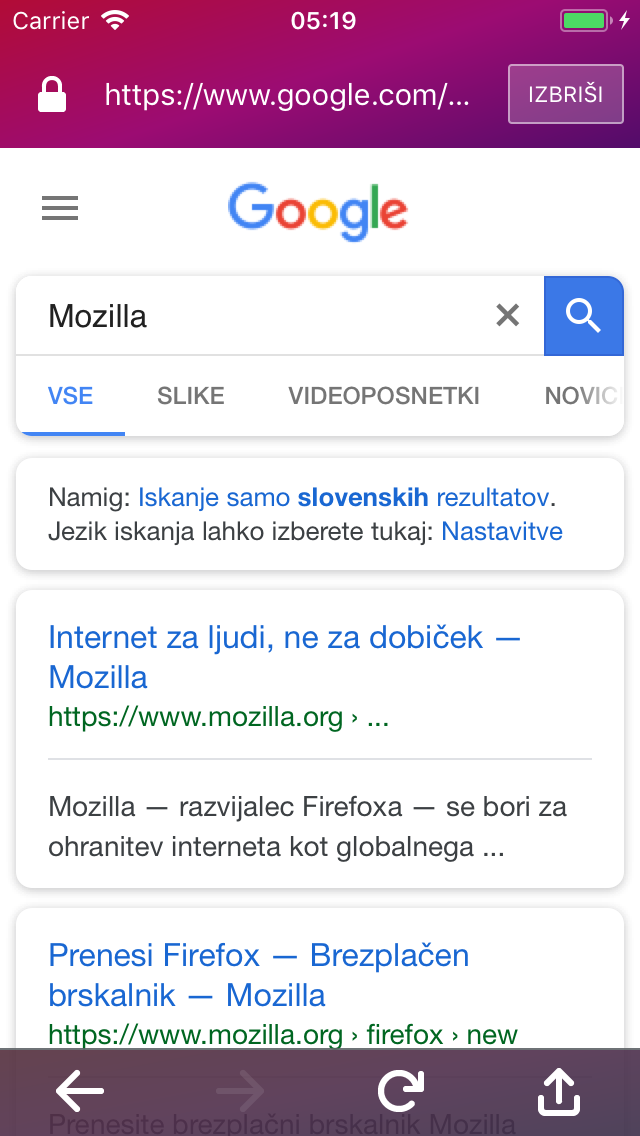 Carrier 05:19
https://www.google.com/... IZBRIŠI
Google
Mozilla
VSE SLIKE VIDEOPOSNETKI NOVIC
Namig: Iskanje samo slovenskih rezultatov.
Jezik iskanja lahko izberete tukaj: Nastavitve
Internet za ljudi, ne za dobiček —
Mozilla
https://www.mozilla.org › ...
Mozilla — razvijalec Firefoxa — se bori za
ohranitev interneta kot globalnega ...
Prenesi Firefox — Brezplačen
brskalnik — Mozilla
https://www.mozilla.org › firefox › new
Prenesite brezplačni brskalnik Mozilla